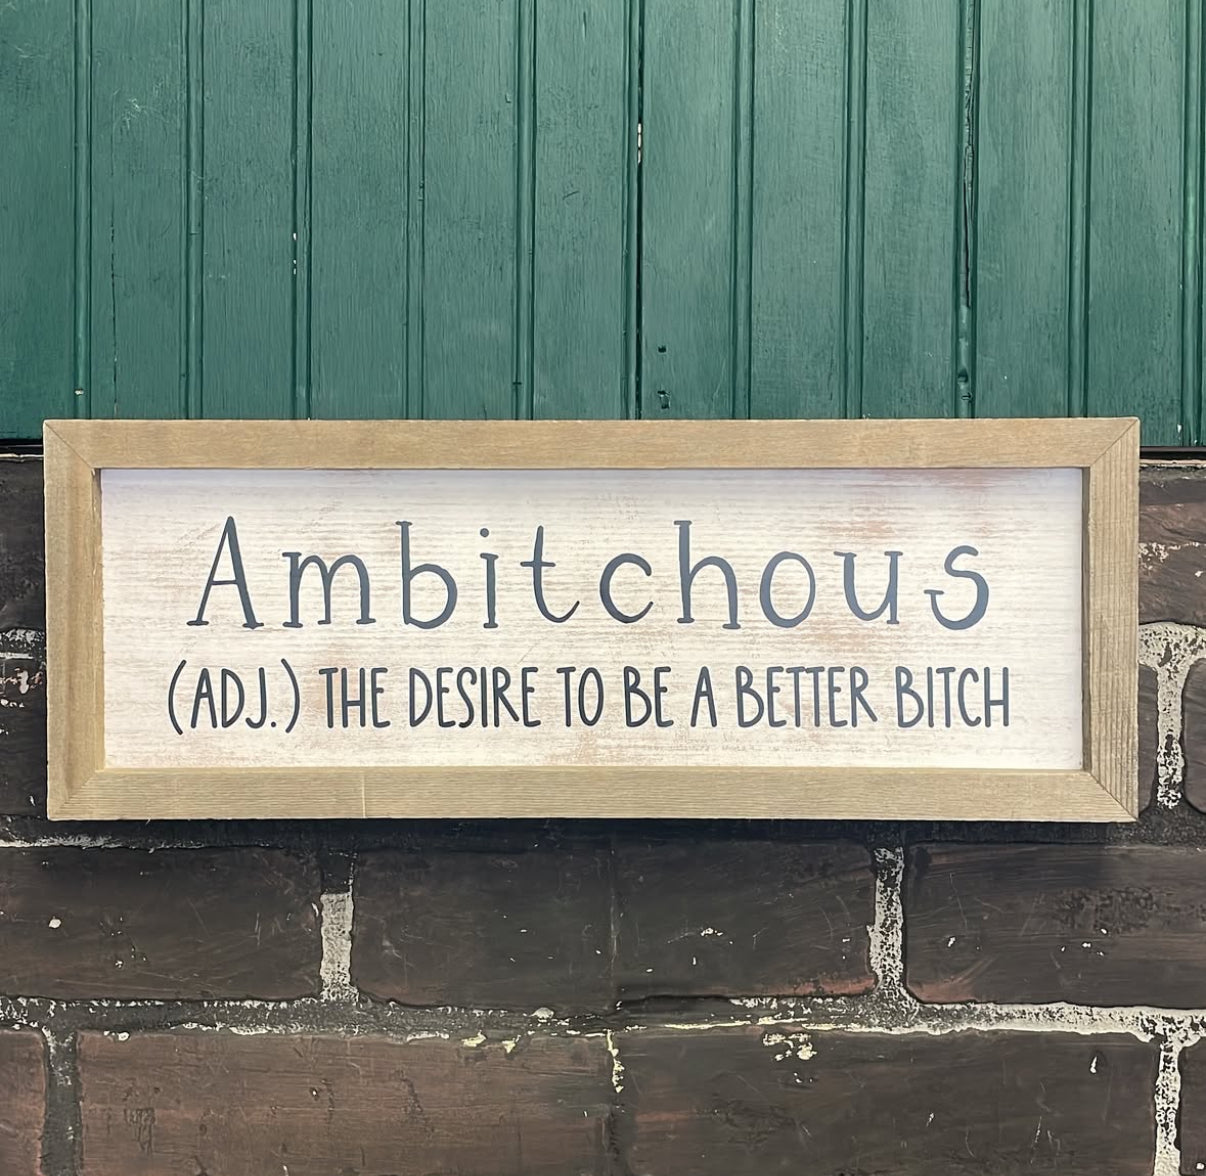 Ambitchous
(ADJ.) THE DESIRE TO BE A BETTER BITCH